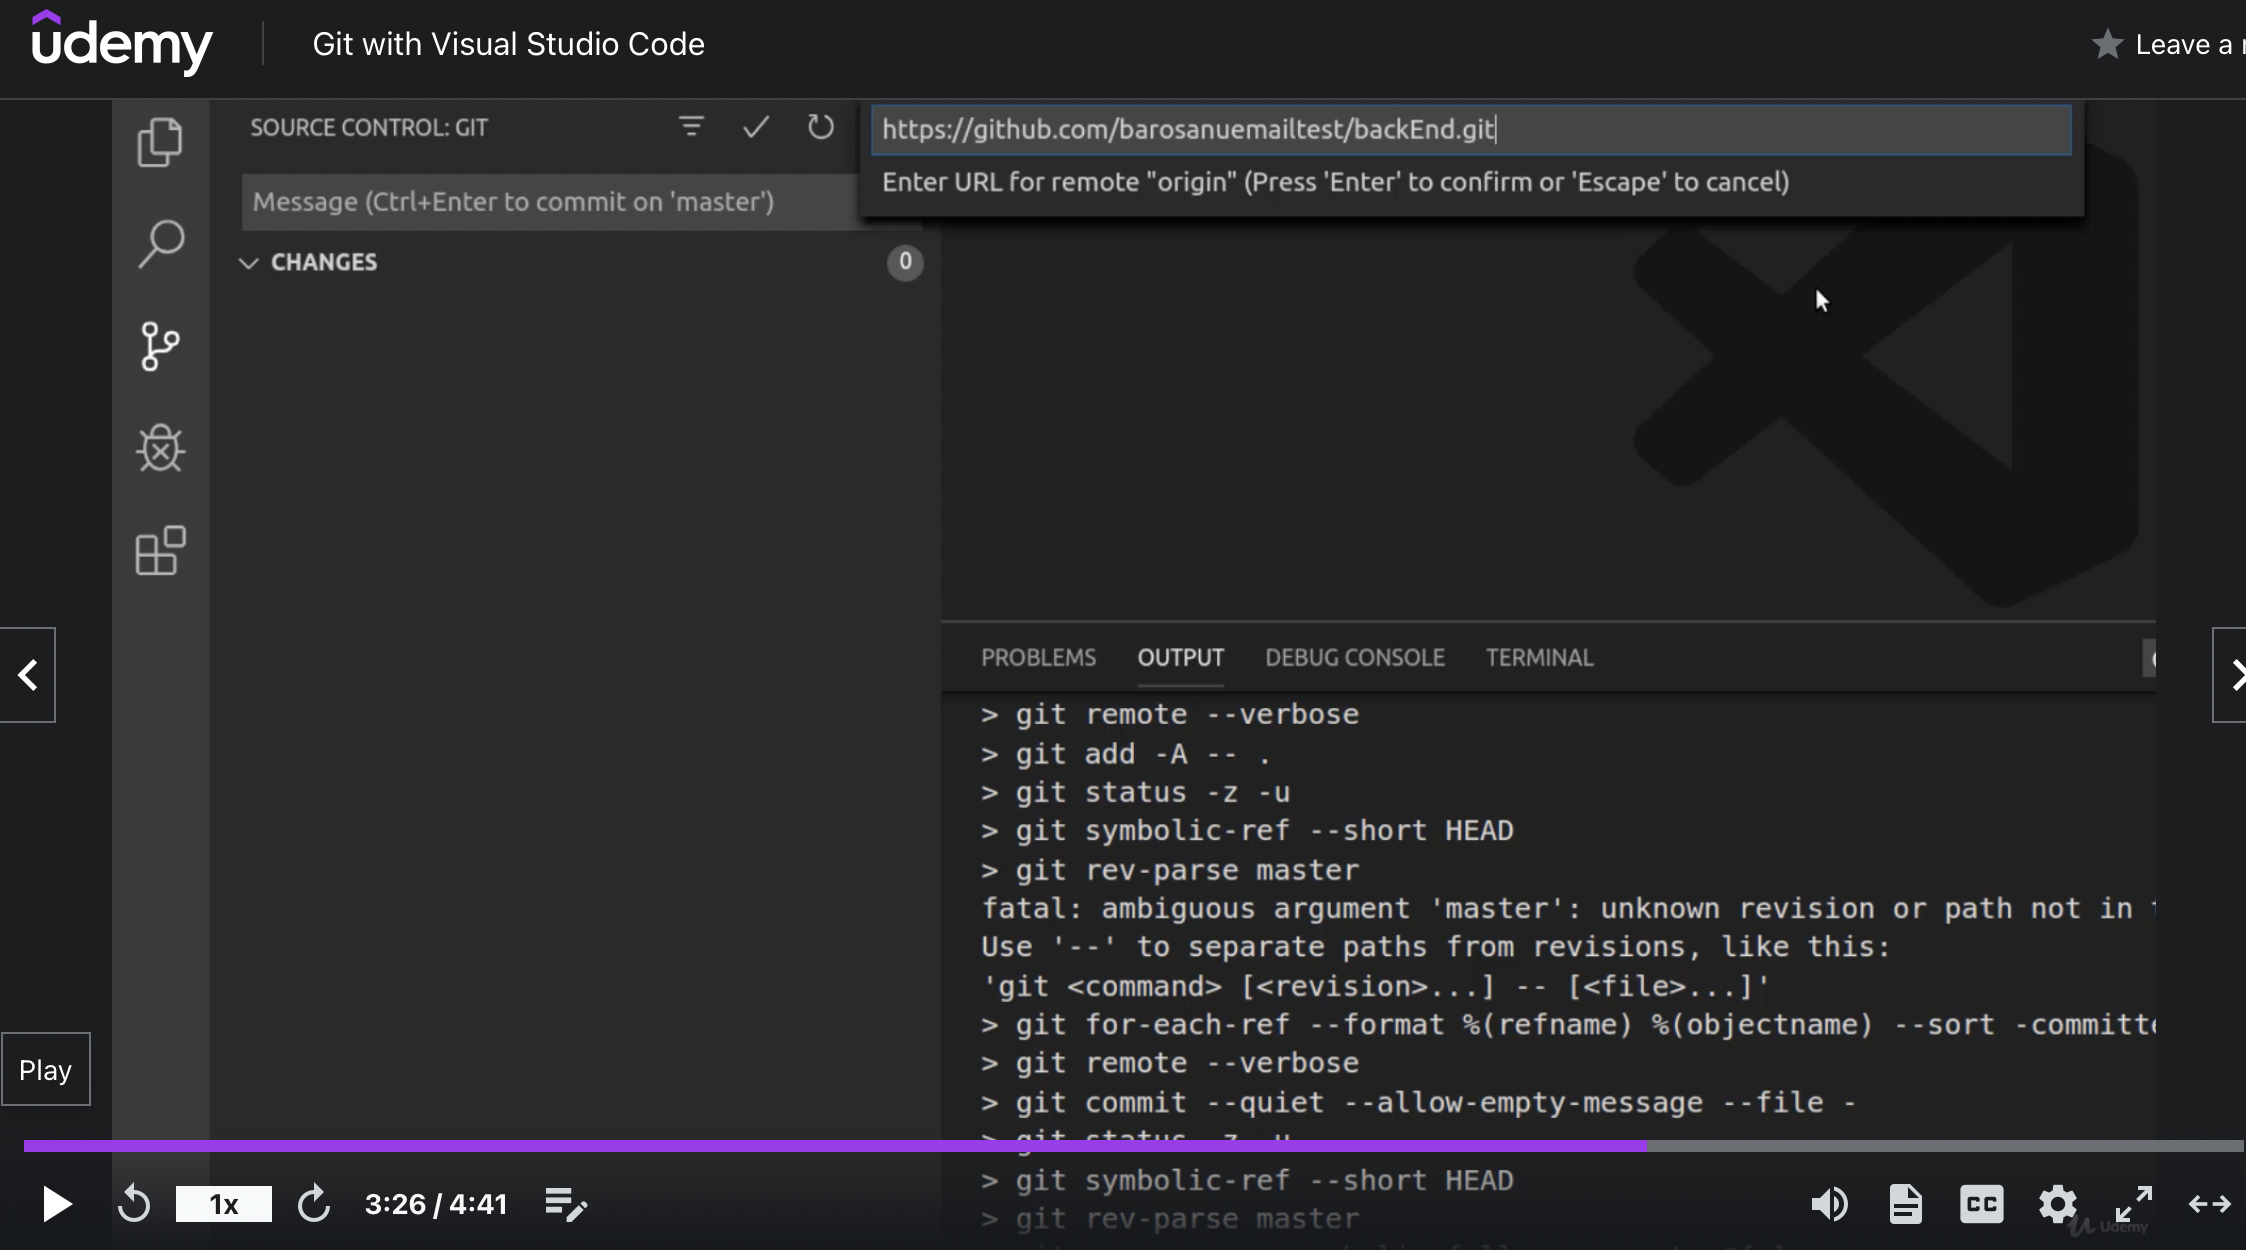 ûdemy
Git with Visual Studio Code
Leave a
SOURCE CONTROL: GIT
https://github.com/barosanuemailtest/backEnd.git
Enter URL for remote "origin" (Press 'Enter' to confirm or 'Escape' to cancel)
Message (Ctrl+Enter to commit on 'master')
CHANGES
0
PROBLEMS
OUTPUT
DEBUG CONSOLE
TERMINAL
> git remote --verbose
> git add -A -- .
> git status -z -u
> git symbolic-ref --short HEAD
> git rev-parse master
fatal: ambiguous argument 'master': unknown revision or path not in
Use '--' to separate paths from revisions, like this:
'git <command> [<revision>...] -- [<file>...]'
> git for-each-ref --format %(refname) %(objectname) --sort -committe
> git remote --verbose
> git commit --quiet --allow-empty-message --file -
> git status -z -u
> git symbolic-ref --short HEAD
> git rev-parse master
Play
1x
3:26 / 4:41
CC
Udemy